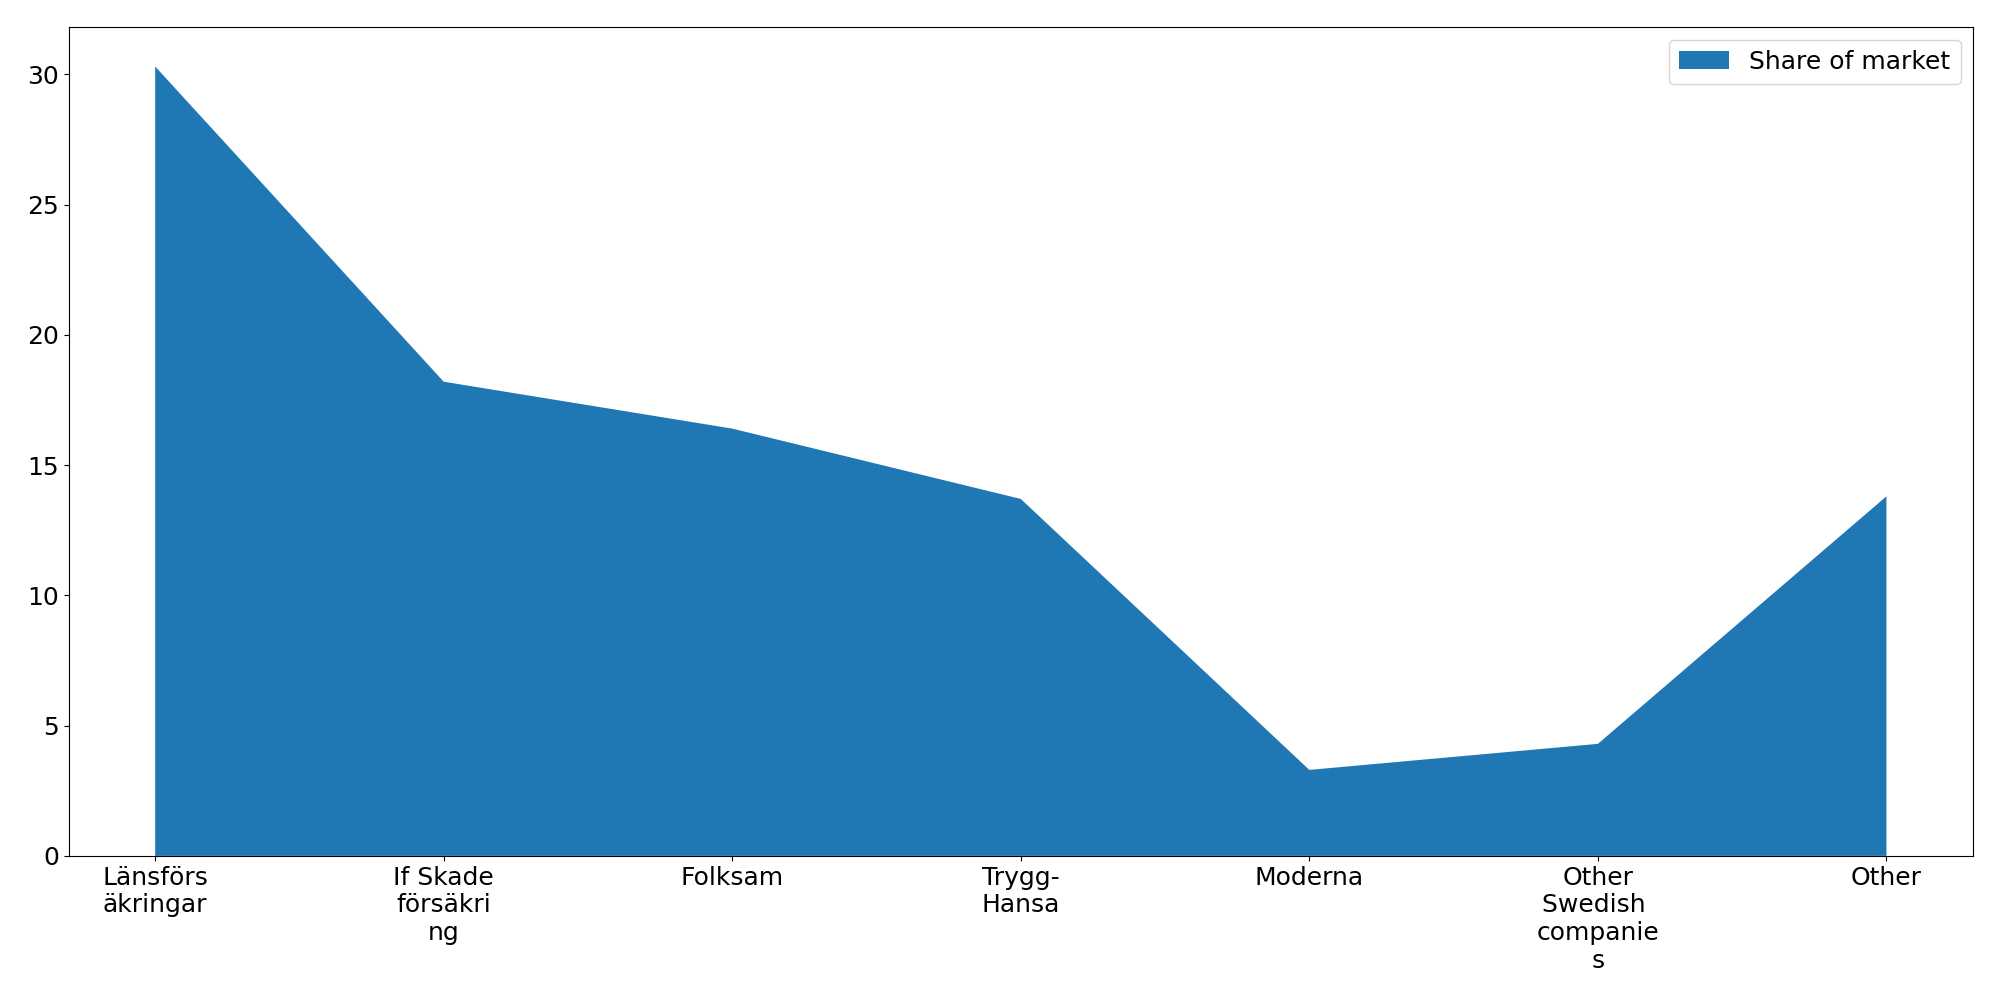 Share of market
30
25
20
15
10
5
0
Länsförs
äkringar
If Skade
försäkri
ng
Folksam
Trygg-
Hansa
Moderna
Other
Swedish
companie
s
Other